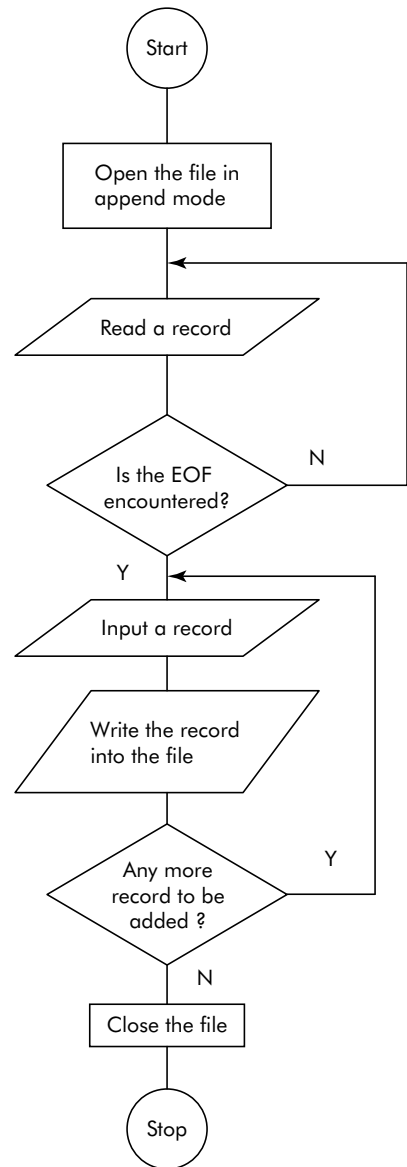 Start
Open the file in
append mode
Read a record
Is the EOF
encountered?
N
Y
Input a record
Write the record
into the file
Any more
record to be
added ?
Y
N
Close the file
Stop